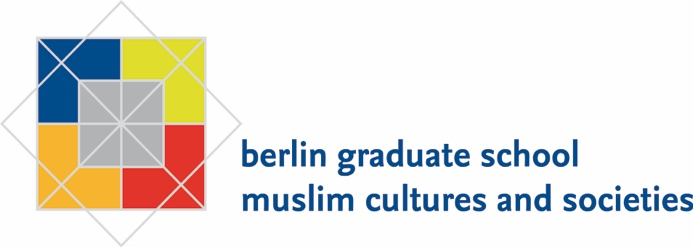 berlin graduate school
muslim cultures and societies